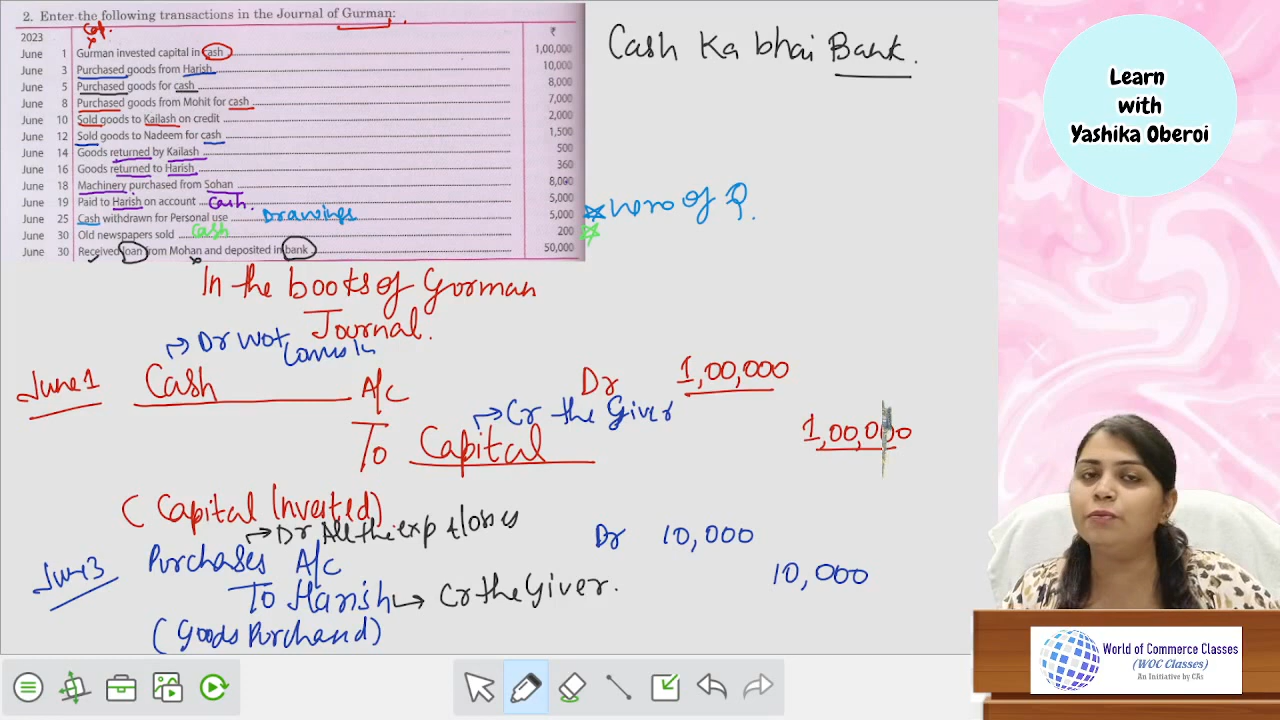 2. Enter the following transactions in the Journal of Gurman:
2023 ₹
Cap.
June 1 Gurman invested capital in cash 1,00,000
June 3 Purchased goods from Harish 10,000
June 5 Purchased goods for cash 8,000
June 8 Purchased goods from Mohit for cash 7,000
June 10 Sold goods to Kailash on credit 2,000
June 12 Sold goods to Nadeem for cash 1,500
June 14 Goods returned by Kailash 500
June 16 Goods returned to Harish 360
June 18 Machinery purchased from Sohan 8,000
June 19 Paid to Harish on account Cash. 5,000
June 25 Cash withdrawn for Personal use Drawings 5,000
June 30 Old newspapers sold Cash 200
June 30 Received loan from Mohan and deposited in bank 50,000
Cash Ka bhai Bank.
Hero of Q.
In the books of Gorman
Journal.
Dr wot
Comes In
June 1 Cash A/c Dr 1,00,000
Cr the Giver
To Capital 1,00,000
(Capital Invested)
Dr All the exp & losses
June 3 Purchases A/c Dr 10,000
To Harish Cr the Giver. 10,000
(Goods Purchased)
Learn
with
Yashika Oberoi
World of Commerce Classes
(WOC Classes)
An Initiative by CAs